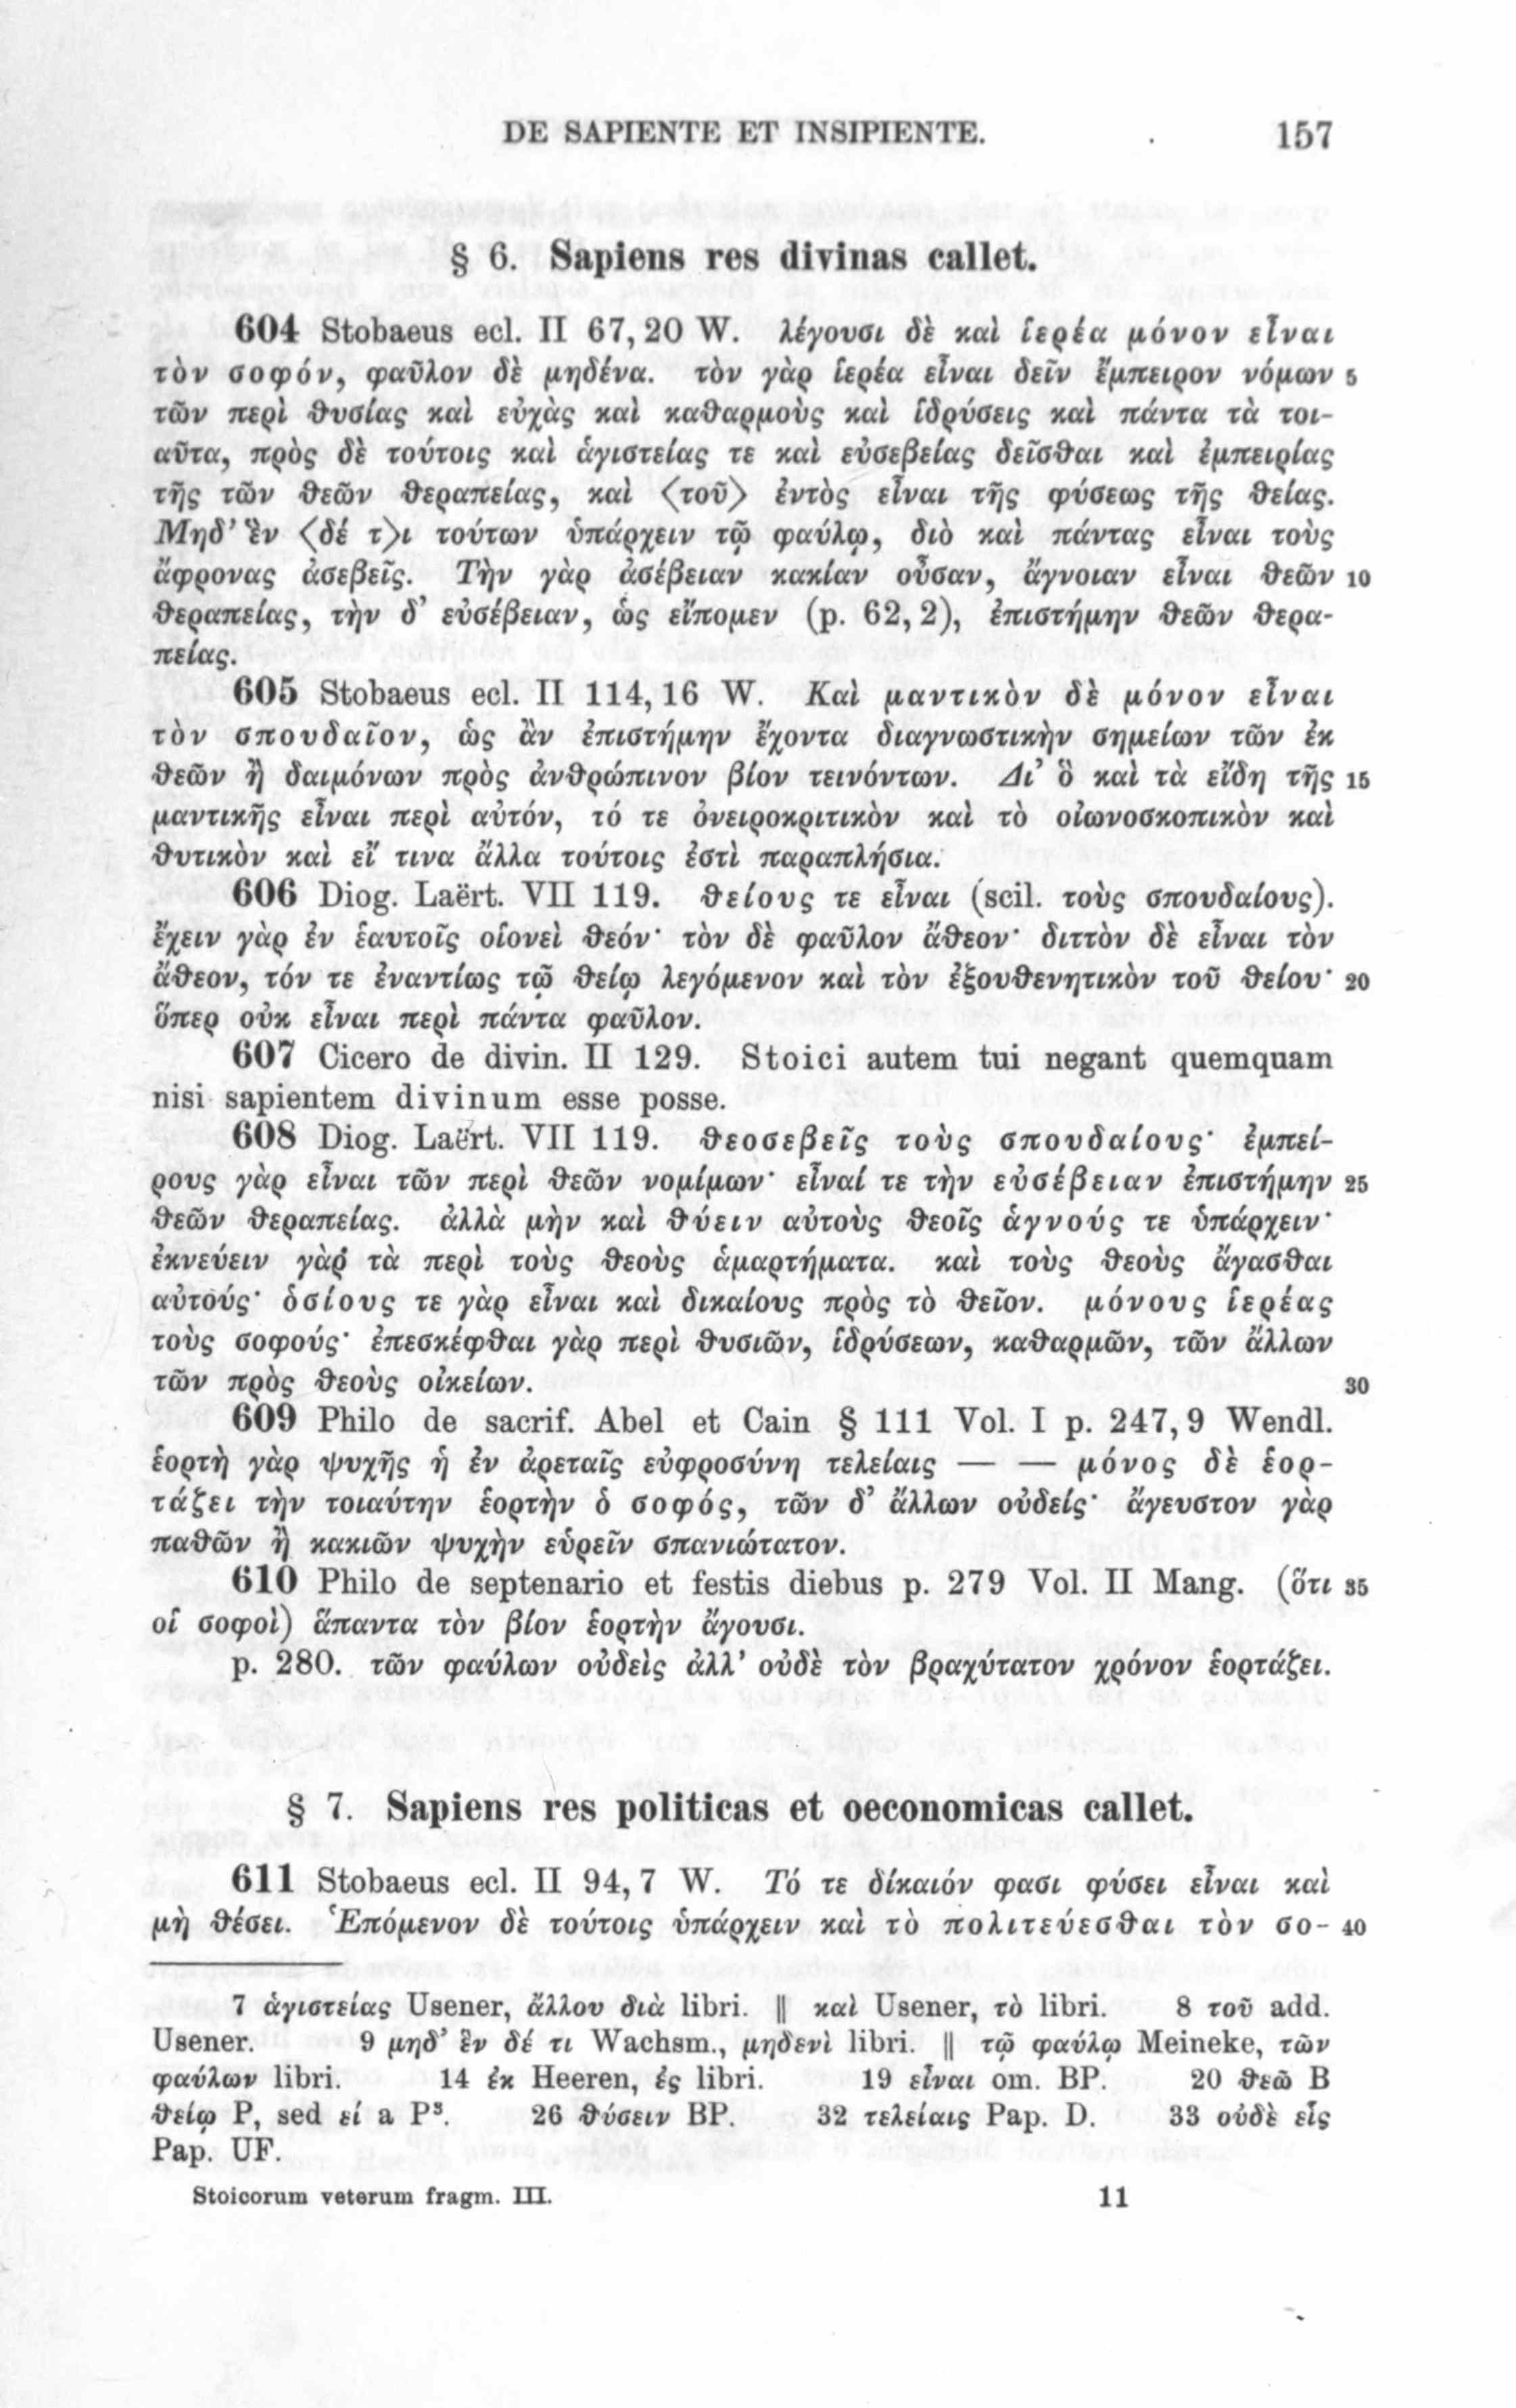 DE SAPIENTE ET INSIPIENTE. 157
§ 6. Sapiens res divinas callet.
604 Stobaeus ecl. II 67, 20 W. λέγουσι δὲ καὶ ἱερέα μόνον εἶναι
τὸν σοφόν, φαῦλον δὲ μηδένα. τὸν γὰρ ἱερέα εἶναι δεῖν ἔμπειρον νόμων 5
τῶν περὶ θυσίας καὶ εὐχὰς καὶ καθαρμοὺς καὶ ἱδρύσεις καὶ πάντα τὰ τοι-
αῦτα, πρὸς δὲ τούτοις καὶ ἁγιστείας τε καὶ εὐσεβείας δεῖσθαι καὶ ἐμπειρίας
τῆς τῶν θεῶν θεραπείας, καὶ ⟨τοῦ⟩ ἐντὸς εἶναι τῆς φύσεως τῆς θείας.
Μηδ’ ἓν ⟨δέ τ⟩ι τούτων ὑπάρχειν τῷ φαύλῳ, διὸ καὶ πάντας εἶναι τοὺς
ἄφρονας ἀσεβεῖς. Τὴν γὰρ ἀσέβειαν κακίαν οὖσαν, ἄγνοιαν εἶναι θεῶν 10
θεραπείας, τὴν δ’ εὐσέβειαν, ὡς εἴπομεν (p. 62, 2), ἐπιστήμην θεῶν θερα-
πείας.
605 Stobaeus ecl. II 114, 16 W. Καὶ μαντικὸν δὲ μόνον εἶναι
τὸν σπουδαῖον, ὡς ἂν ἐπιστήμην ἔχοντα διαγνωστικὴν σημείων τῶν ἐκ
θεῶν ἢ δαιμόνων πρὸς ἀνθρώπινον βίον τεινόντων. Δι’ ὃ καὶ τὰ εἴδη τῆς 15
μαντικῆς εἶναι περὶ αὐτόν, τό τε ὀνειροκριτικὸν καὶ τὸ οἰωνοσκοπικὸν καὶ
θυτικὸν καὶ εἴ τινα ἄλλα τούτοις ἐστὶ παραπλήσια.
606 Diog. Laërt. VII 119. θείους τε εἶναι (scil. τοὺς σπουδαίους).
ἔχειν γὰρ ἐν ἑαυτοῖς οἱονεὶ θεόν· τὸν δὲ φαῦλον ἄθεον· διττὸν δὲ εἶναι τὸν
ἄθεον, τόν τε ἐναντίως τῷ θείῳ λεγόμενον καὶ τὸν ἐξουθενητικὸν τοῦ θείου· 20
ὅπερ οὐκ εἶναι περὶ πάντα φαῦλον.
607 Cicero de divin. II 129. Stoici autem tui negant quemquam
nisi sapientem divinum esse posse.
608 Diog. Laërt. VII 119. θεοσεβεῖς τοὺς σπουδαίους· ἐμπεί-
ρους γὰρ εἶναι τῶν περὶ θεῶν νομίμων· εἶναί τε τὴν εὐσέβειαν ἐπιστήμην 25
θεῶν θεραπείας. ἀλλὰ μὴν καὶ θύειν αὐτοὺς θεοῖς ἁγνούς τε ὑπάρχειν·
ἐκνεύειν γὰρ τὰ περὶ τοὺς θεοὺς ἁμαρτήματα. καὶ τοὺς θεοὺς ἄγασθαι
αὐτούς· ὁσίους τε γὰρ εἶναι καὶ δικαίους πρὸς τὸ θεῖον. μόνους ἱερέας
τοὺς σοφούς· ἐπεσκέφθαι γὰρ περὶ θυσιῶν, ἱδρύσεων, καθαρμῶν, τῶν ἄλλων
τῶν πρὸς θεοὺς οἰκείων. 30
609 Philo de sacrif. Abel et Cain § 111 Vol. I p. 247, 9 Wendl.
ἑορτὴ γὰρ ψυχῆς ἡ ἐν ἀρεταῖς εὐφροσύνη τελείαις — — μόνος δὲ ἑορ-
τάζει τὴν τοιαύτην ἑορτὴν ὁ σοφός, τῶν δ’ ἄλλων οὐδείς· ἄγευστον γὰρ
παθῶν ἢ κακιῶν ψυχὴν εὑρεῖν σπανιώτατον.
610 Philo de septenario et festis diebus p. 279 Vol. II Mang. (ὅτι 35
οἱ σοφοὶ) ἅπαντα τὸν βίον ἑορτὴν ἄγουσι.
p. 280. τῶν φαύλων οὐδεὶς ἀλλ’ οὐδὲ τὸν βραχύτατον χρόνον ἑορτάζει.
§ 7. Sapiens res politicas et oeconomicas callet.
611 Stobaeus ecl. II 94, 7 W. Τό τε δίκαιόν φασι φύσει εἶναι καὶ
μὴ θέσει. Ἑπόμενον δὲ τούτοις ὑπάρχειν καὶ τὸ πολιτεύεσθαι τὸν σο- 40
7 ἁγιστείας Usener, ἄλλου διὰ libri. || καὶ Usener, τὸ libri. 8 τοῦ add.
Usener. 9 μηδ’ ἓν δέ τι Wachsm., μηδενὶ libri. || τῷ φαύλῳ Meineke, τῶν
φαύλων libri. 14 ἐκ Heeren, ἐς libri. 19 εἶναι om. BP. 20 θεῶ B
θείῳ P, sed εί a P³. 26 θύσειν BP. 32 τελείαις Pap. D. 33 οὐδὲ εἷς
Pap. UF.
Stoicorum veterum fragm. III. 11